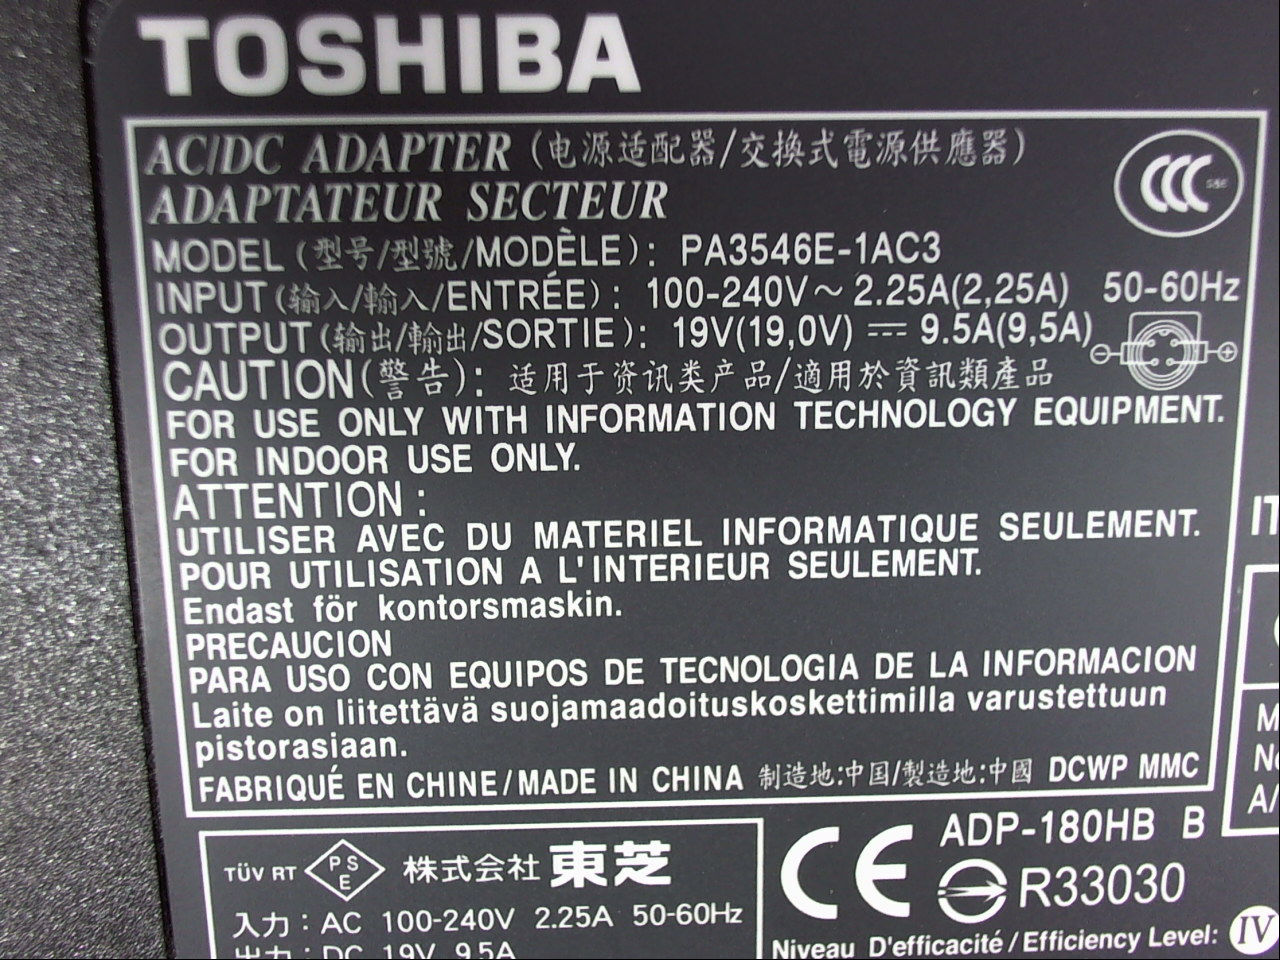 TOSHIBA
AC/DC ADAPTER (电源适配器/交換式電源供應器)
ADAPTATEUR SECTEUR
MODEL (型号/型號/MODÈLE): PA3546E-1AC3
INPUT (输入/輸入/ENTRÉE): 100-240V～ 2.25A(2,25A) 50-60Hz
OUTPUT (输出/輸出/SORTIE): 19V(19,0V) ⎓ 9.5A(9,5A)
CAUTION (警告): 适用于资讯类产品/適用於資訊類產品
FOR USE ONLY WITH INFORMATION TECHNOLOGY EQUIPMENT.
FOR INDOOR USE ONLY.
ATTENTION :
UTILISER AVEC DU MATERIEL INFORMATIQUE SEULEMENT.
POUR UTILISATION A L'INTERIEUR SEULEMENT.
Endast för kontorsmaskin.
PRECAUCION
PARA USO CON EQUIPOS DE TECNOLOGIA DE LA INFORMACION
Laite on liitettävä suojamaadoituskoskettimilla varustettuun
pistorasiaan.
FABRIQUÉ EN CHINE/MADE IN CHINA 制造地:中国/製造地:中國 DCWP MMC
CCC S&E
TÜV RT PSE 株式会社 東芝
入力：AC 100-240V 2.25A 50-60Hz
出力：DC 19V 9.5A
CE ADP-180HB B
R33030
Niveau D'efficacité / Efficiency Level: IV